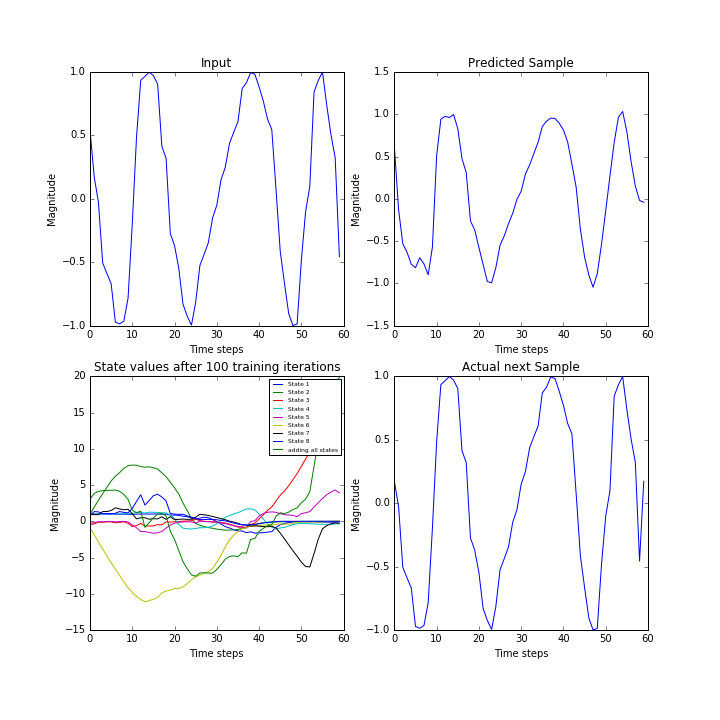 Input
1.0
0.5
0.0
−0.5
−1.0
Magnitude
0 10 20 30 40 50 60
Time steps
Predicted Sample
1.5
1.0
0.5
0.0
−0.5
−1.0
−1.5
Magnitude
0 10 20 30 40 50 60
Time steps
State values after 100 training iterations
20
15
10
5
0
−5
−10
−15
Magnitude
State 1
State 2
State 3
State 4
State 5
State 6
State 7
State 8
adding all states
0 10 20 30 40 50 60
Time steps
Actual next Sample
1.0
0.5
0.0
−0.5
−1.0
Magnitude
0 10 20 30 40 50 60
Time steps